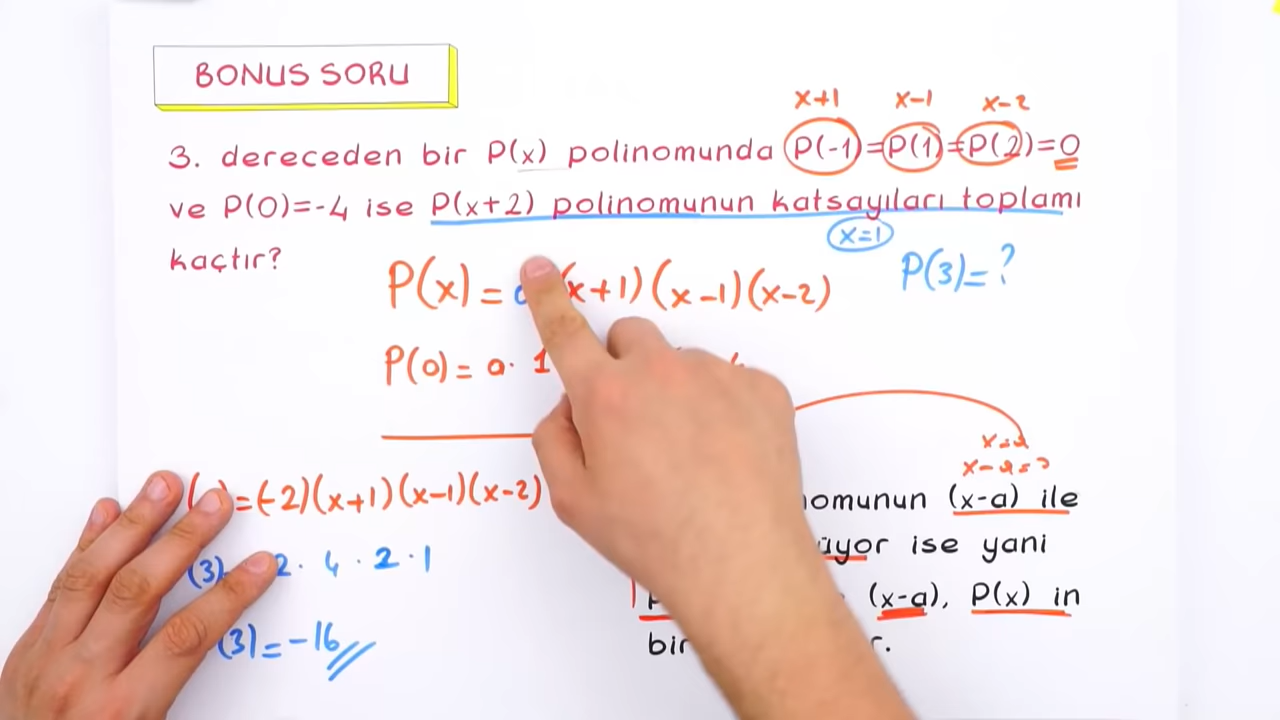 BONUS SORU
x+1 x-1 x-2
3. dereceden bir P(x) polinomunda P(-1)=P(1)=P(2)=0
ve P(0)=-4 ise P(x+2) polinomunun katsayıları toplamı
x=1
kaçtır?
P(3)=?
P(x)= (x+1)(x-1)(x-2)
P(0)= a. 1
x=a
x-a=0
=(-2)(x+1)(x-1)(x-2)
(x-a) ile
ise yani
(3) 2. 4 . 2 . 1
(x-a), P(x) in
(3)=-16
bir